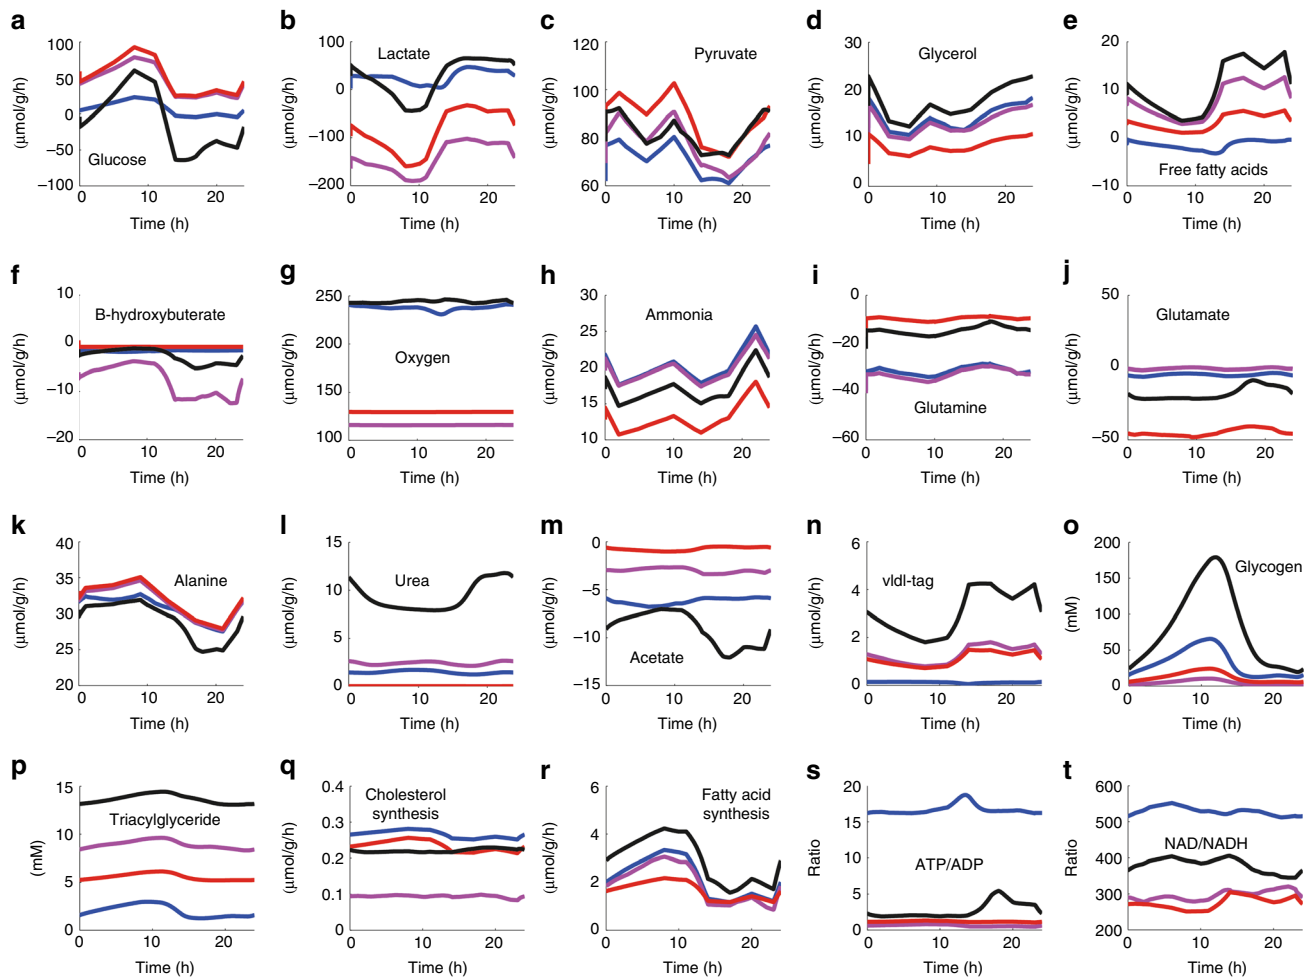 a
100
50
0
−50
−100
(μmol/g/h)
Glucose
0
10
20
Time (h)
b
100
0
−100
−200
(μmol/g/h)
Lactate
0
10
20
Time (h)
c
120
100
80
60
(μmol/g/h)
Pyruvate
0
10
20
Time (h)
d
30
20
10
0
(μmol/g/h)
Glycerol
0
10
20
Time (h)
e
20
10
0
−10
(μmol/g/h)
Free fatty acids
0
10
20
Time (h)
f
10
0
−10
−20
(μmol/g/h)
B-hydroxybuterate
0
10
20
Time (h)
g
250
200
150
100
(μmol/g/h)
Oxygen
0
10
20
Time (h)
h
30
25
20
15
10
(μmol/g/h)
Ammonia
0
10
20
Time (h)
i
0
−20
−40
−60
(μmol/g/h)
Glutamine
0
10
20
Time (h)
j
50
0
−50
(μmol/g/h)
Glutamate
0
10
20
Time (h)
k
40
35
30
25
20
(μmol/g/h)
Alanine
0
10
20
Time (h)
l
15
10
5
0
(μmol/g/h)
Urea
0
10
20
Time (h)
m
0
−5
−10
−15
(μmol/g/h)
Acetate
0
10
20
Time (h)
n
6
4
2
0
(μmol/g/h)
vldl-tag
0
10
20
Time (h)
o
200
150
100
50
0
(mM)
Glycogen
0
10
20
Time (h)
p
15
10
5
0
(mM)
Triacylglyceride
0
20
Time (h)
q
0.4
0.3
0.2
0.1
0
(μmol/g/h)
Cholesterol
synthesis
0
10
20
Time (h)
r
6
4
2
0
(μmol/g/h)
Fatty acid
synthesis
0
10
20
Time (h)
s
20
15
10
5
0
Ratio
ATP/ADP
0
10
20
Time (h)
t
600
500
400
300
200
Ratio
NAD/NADH
0
10
20
Time (h)